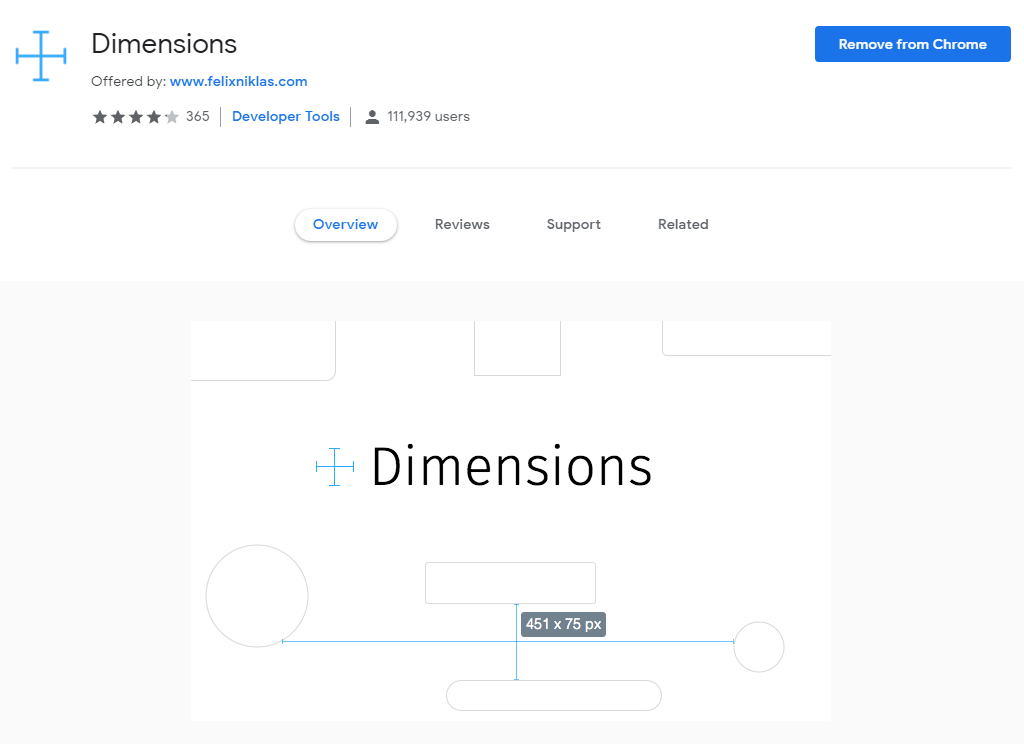 Dimensions
Remove from Chrome
Offered by: www.felixniklas.com
365 Developer Tools 111,939 users
Overview Reviews Support Related
Dimensions
451 x 75 px